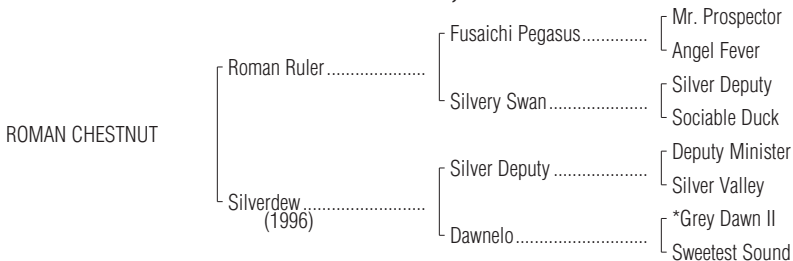 Mr. Prospector
Fusaichi Pegasus..............
Angel Fever
Roman Ruler .....................
Silver Deputy
Silvery Swan .....................
Sociable Duck
ROMAN CHESTNUT
Deputy Minister
Silver Deputy ....................
Silver Valley
Silverdew ..........................
(1996)
*Grey Dawn II
Dawnelo............................
Sweetest Sound